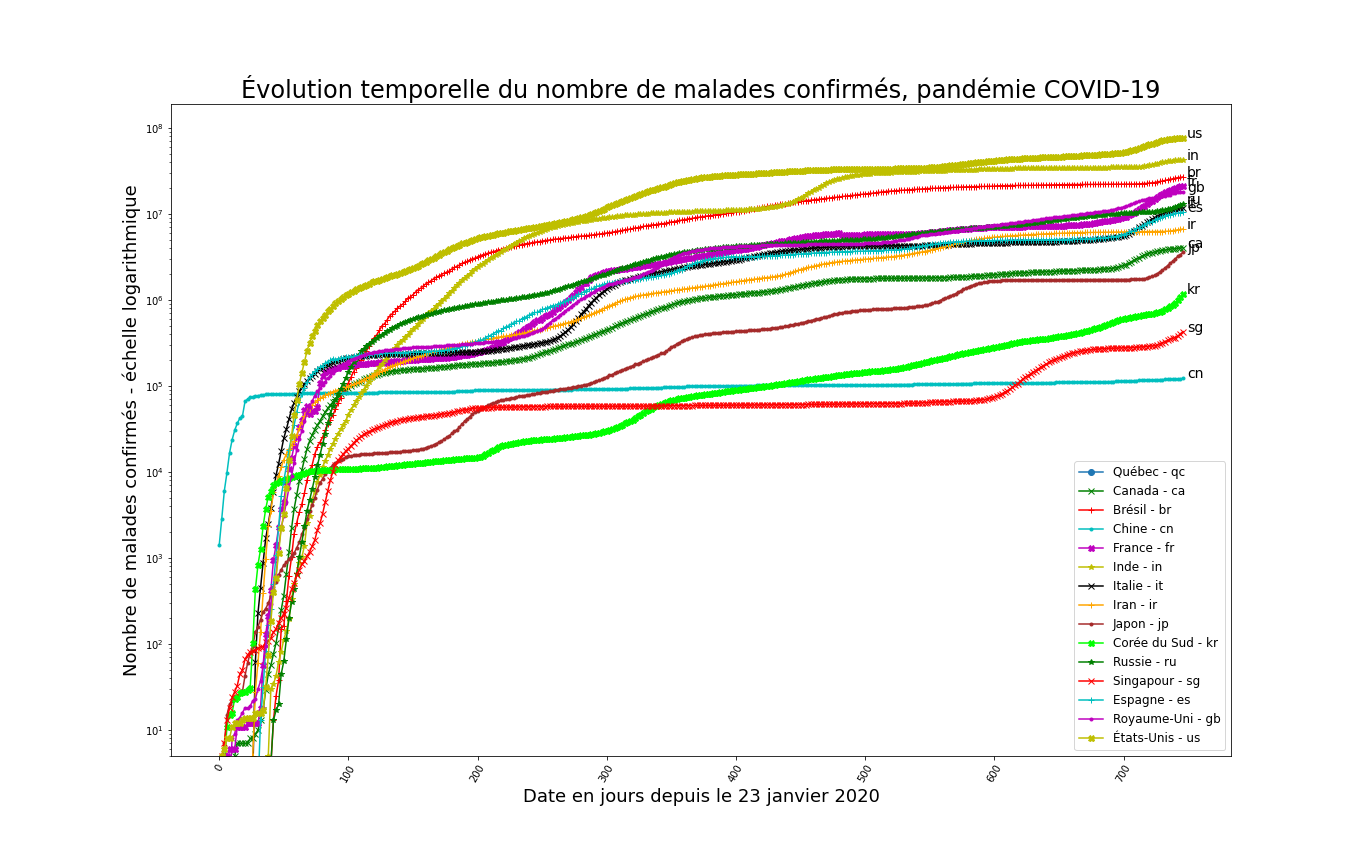 Évolution temporelle du nombre de malades confirmés, pandémie COVID-19
Nombre de malades confirmés - échelle logarithmique
10⁸
10⁷
10⁶
10⁵
10⁴
10³
10²
10¹
us
in
br
gb
es
ir
ca
jp
kr
sg
cn
Québec - qc
Canada - ca
Brésil - br
Chine - cn
France - fr
Inde - in
Italie - it
Iran - ir
Japon - jp
Corée du Sud - kr
Russie - ru
Singapour - sg
Espagne - es
Royaume-Uni - gb
États-Unis - us
0
100
200
300
400
500
600
700
Date en jours depuis le 23 janvier 2020